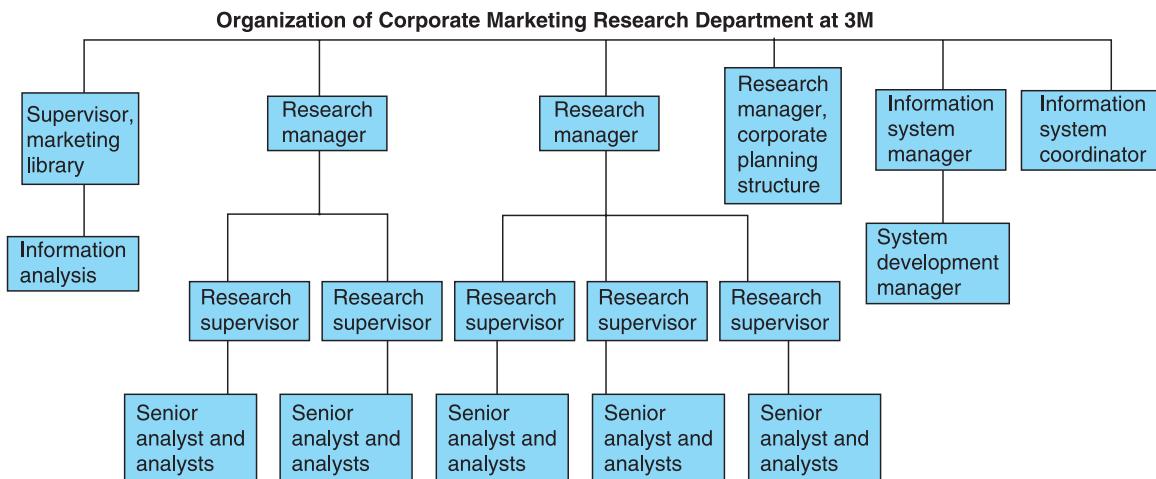 Organization of Corporate Marketing Research Department at 3M
Supervisor,
marketing
library
Research
manager
Research
manager
Research
manager,
corporate
planning
structure
Information
system
manager
Information
system
coordinator
Information
analysis
System
development
manager
Research
supervisor
Research
supervisor
Research
supervisor
Research
supervisor
Research
supervisor
Senior
analyst and
analysts
Senior
analyst and
analysts
Senior
analyst and
analysts
Senior
analyst and
analysts
Senior
analyst and
analysts